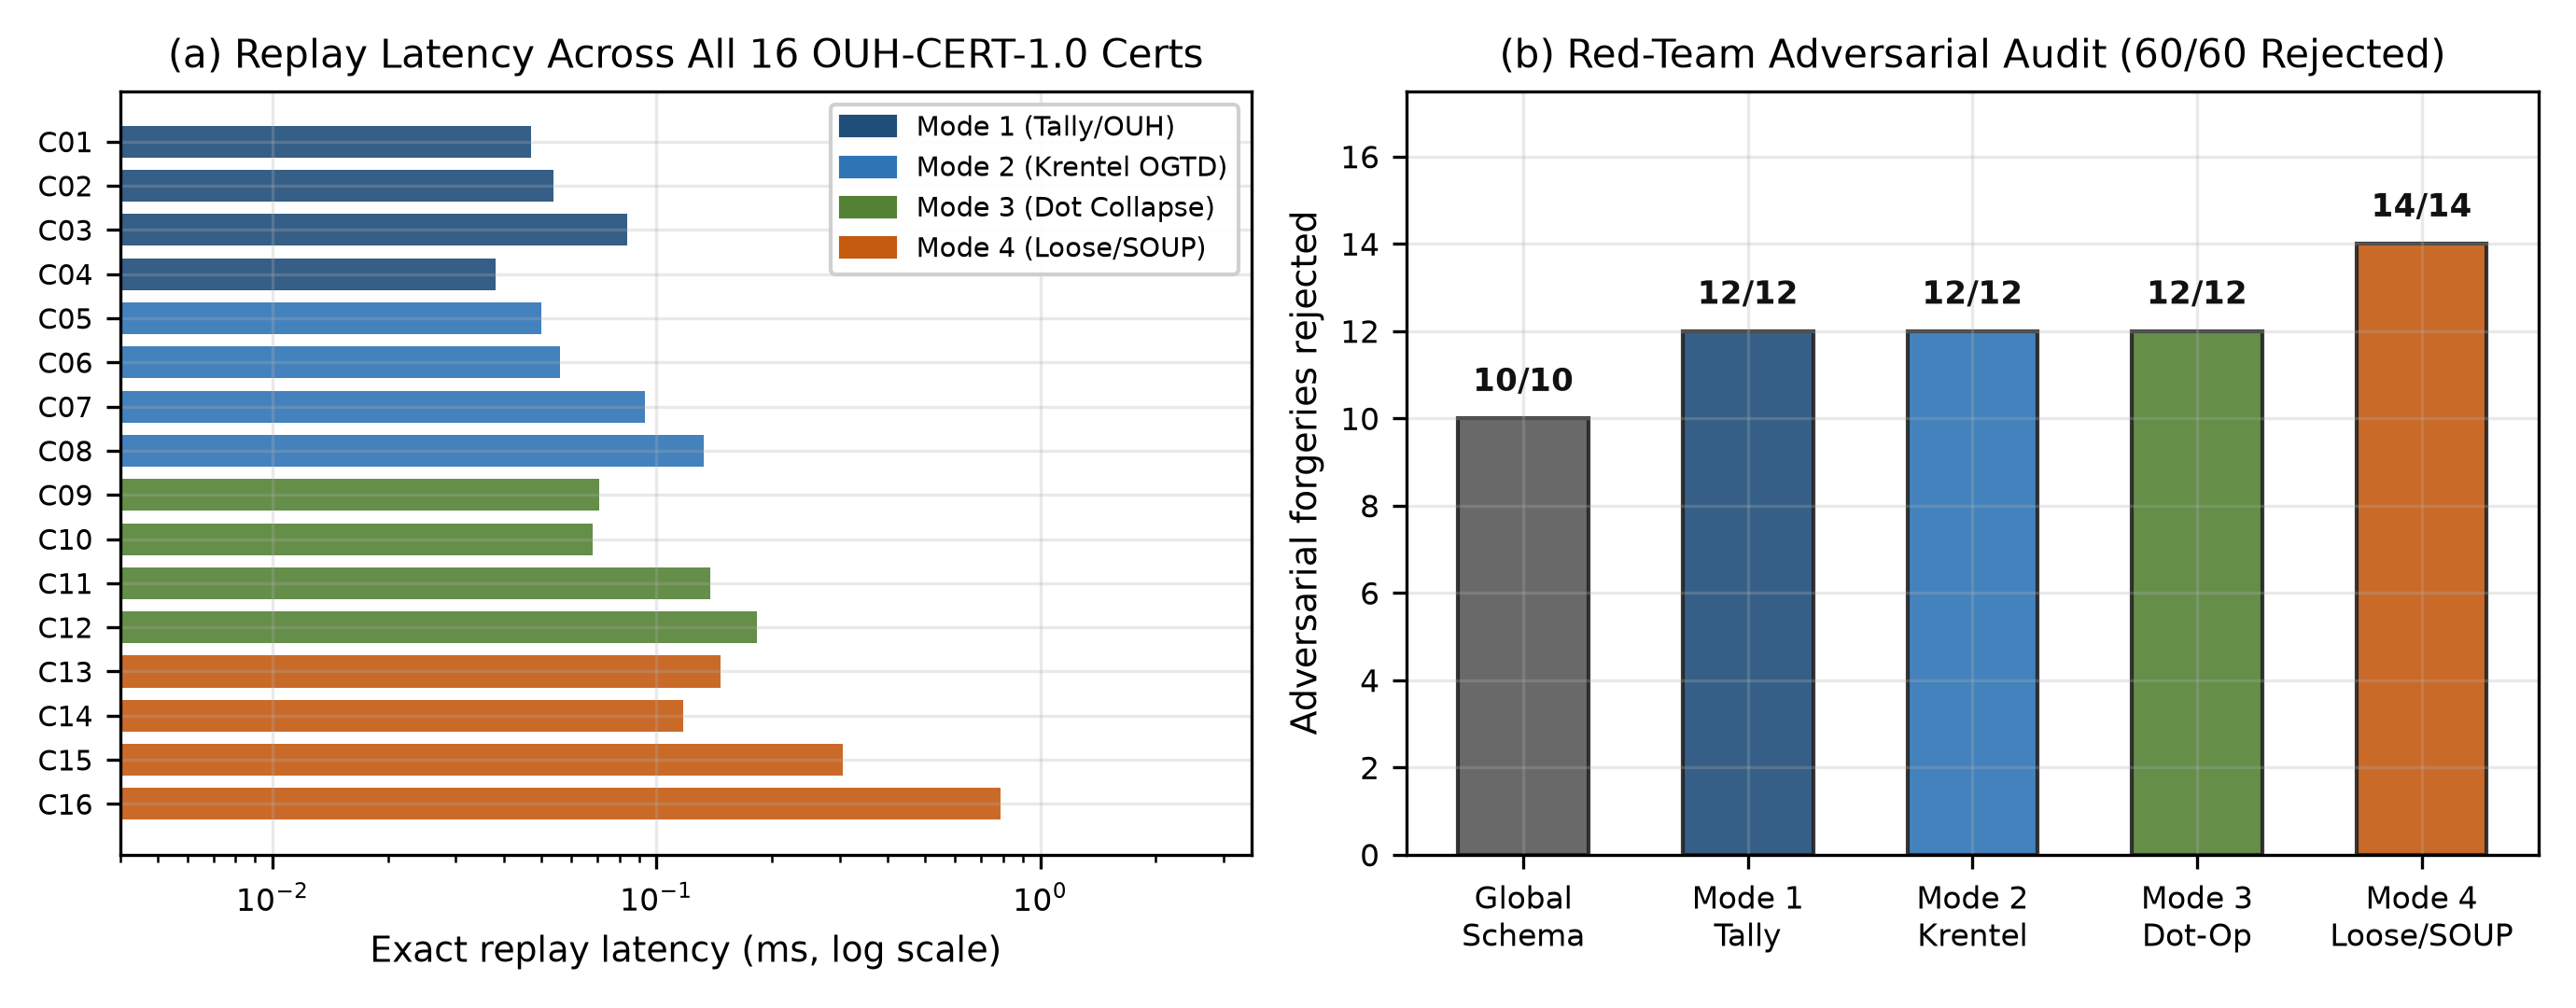 (a) Replay Latency Across All 16 OUH-CERT-1.0 Certs
C01
C02
C03
C04
C05
C06
C07
C08
C09
C10
C11
C12
C13
C14
C15
C16
Mode 1 (Tally/OUH)
Mode 2 (Krentel OGTD)
Mode 3 (Dot Collapse)
Mode 4 (Loose/SOUP)
10⁻² 10⁻¹ 10⁰
Exact replay latency (ms, log scale)
(b) Red-Team Adversarial Audit (60/60 Rejected)
Adversarial forgeries rejected
16
14
12
10
8
6
4
2
0
10/10 12/12 12/12 12/12 14/14
Global Schema
Mode 1 Tally
Mode 2 Krentel
Mode 3 Dot-Op
Mode 4 Loose/SOUP